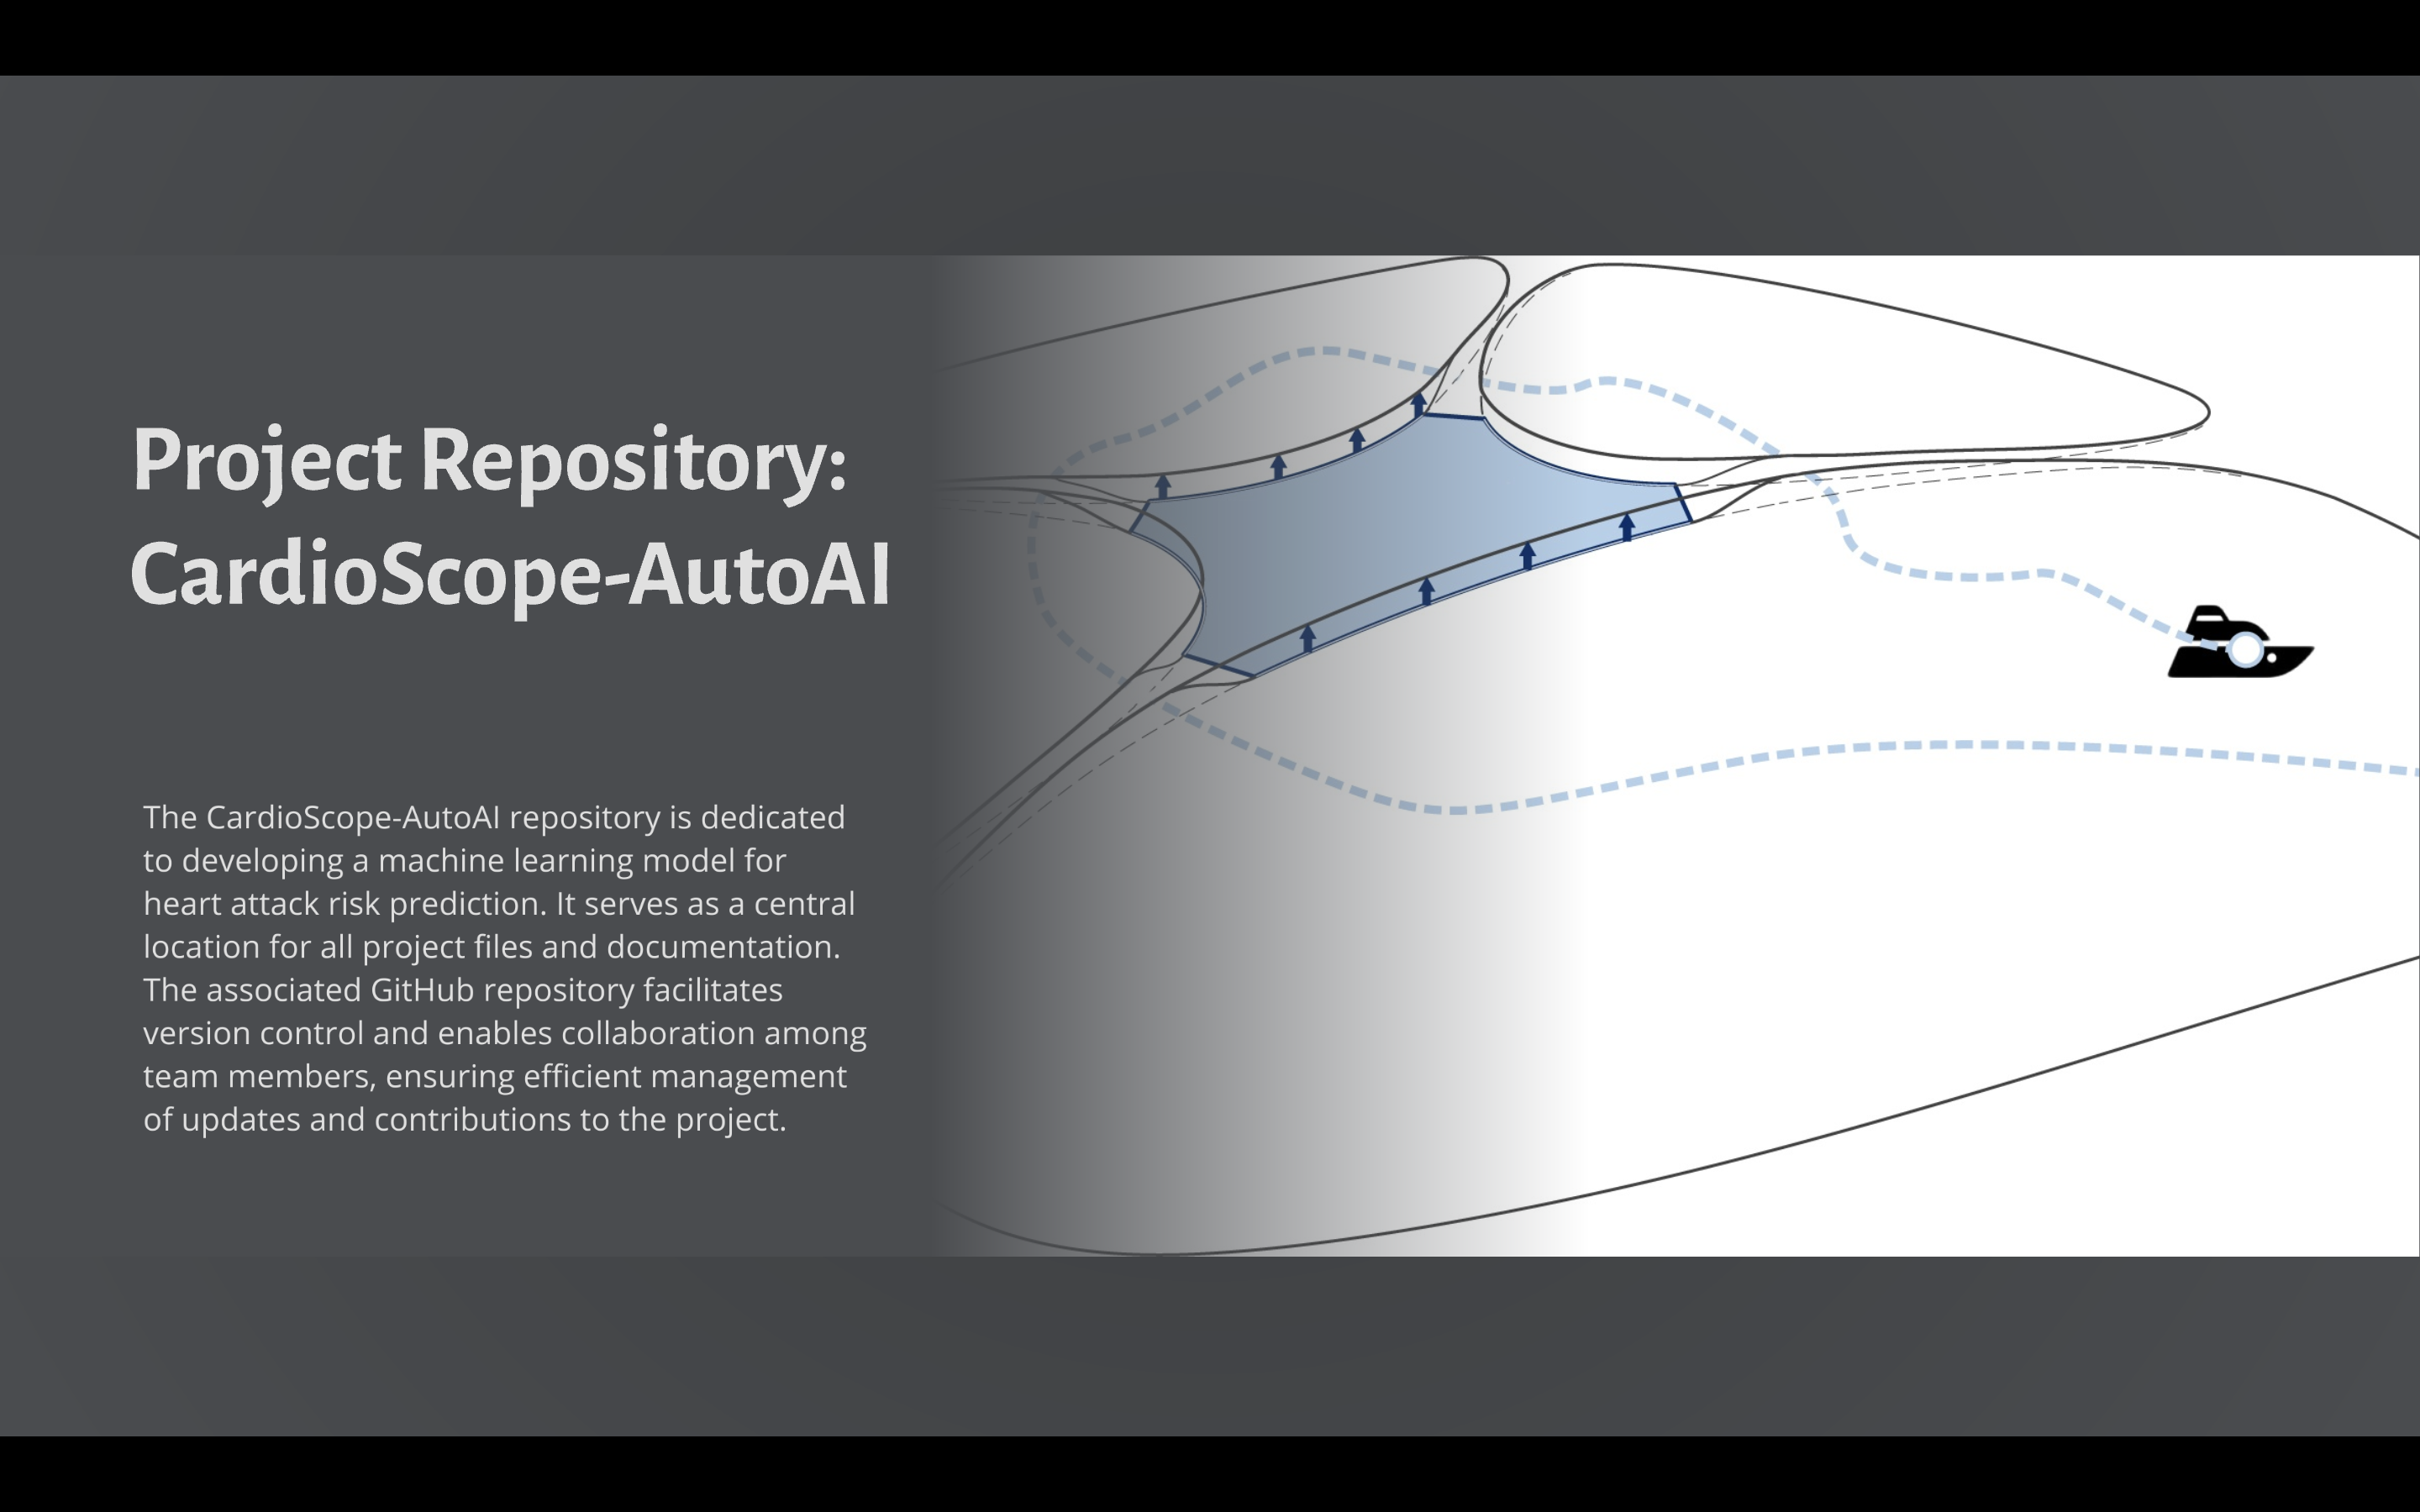 Project Repository:
CardioScope-AutoAI
The CardioScope-AutoAI repository is dedicated
to developing a machine learning model for
heart attack risk prediction. It serves as a central
location for all project files and documentation.
The associated GitHub repository facilitates
version control and enables collaboration among
team members, ensuring efficient management
of updates and contributions to the project.